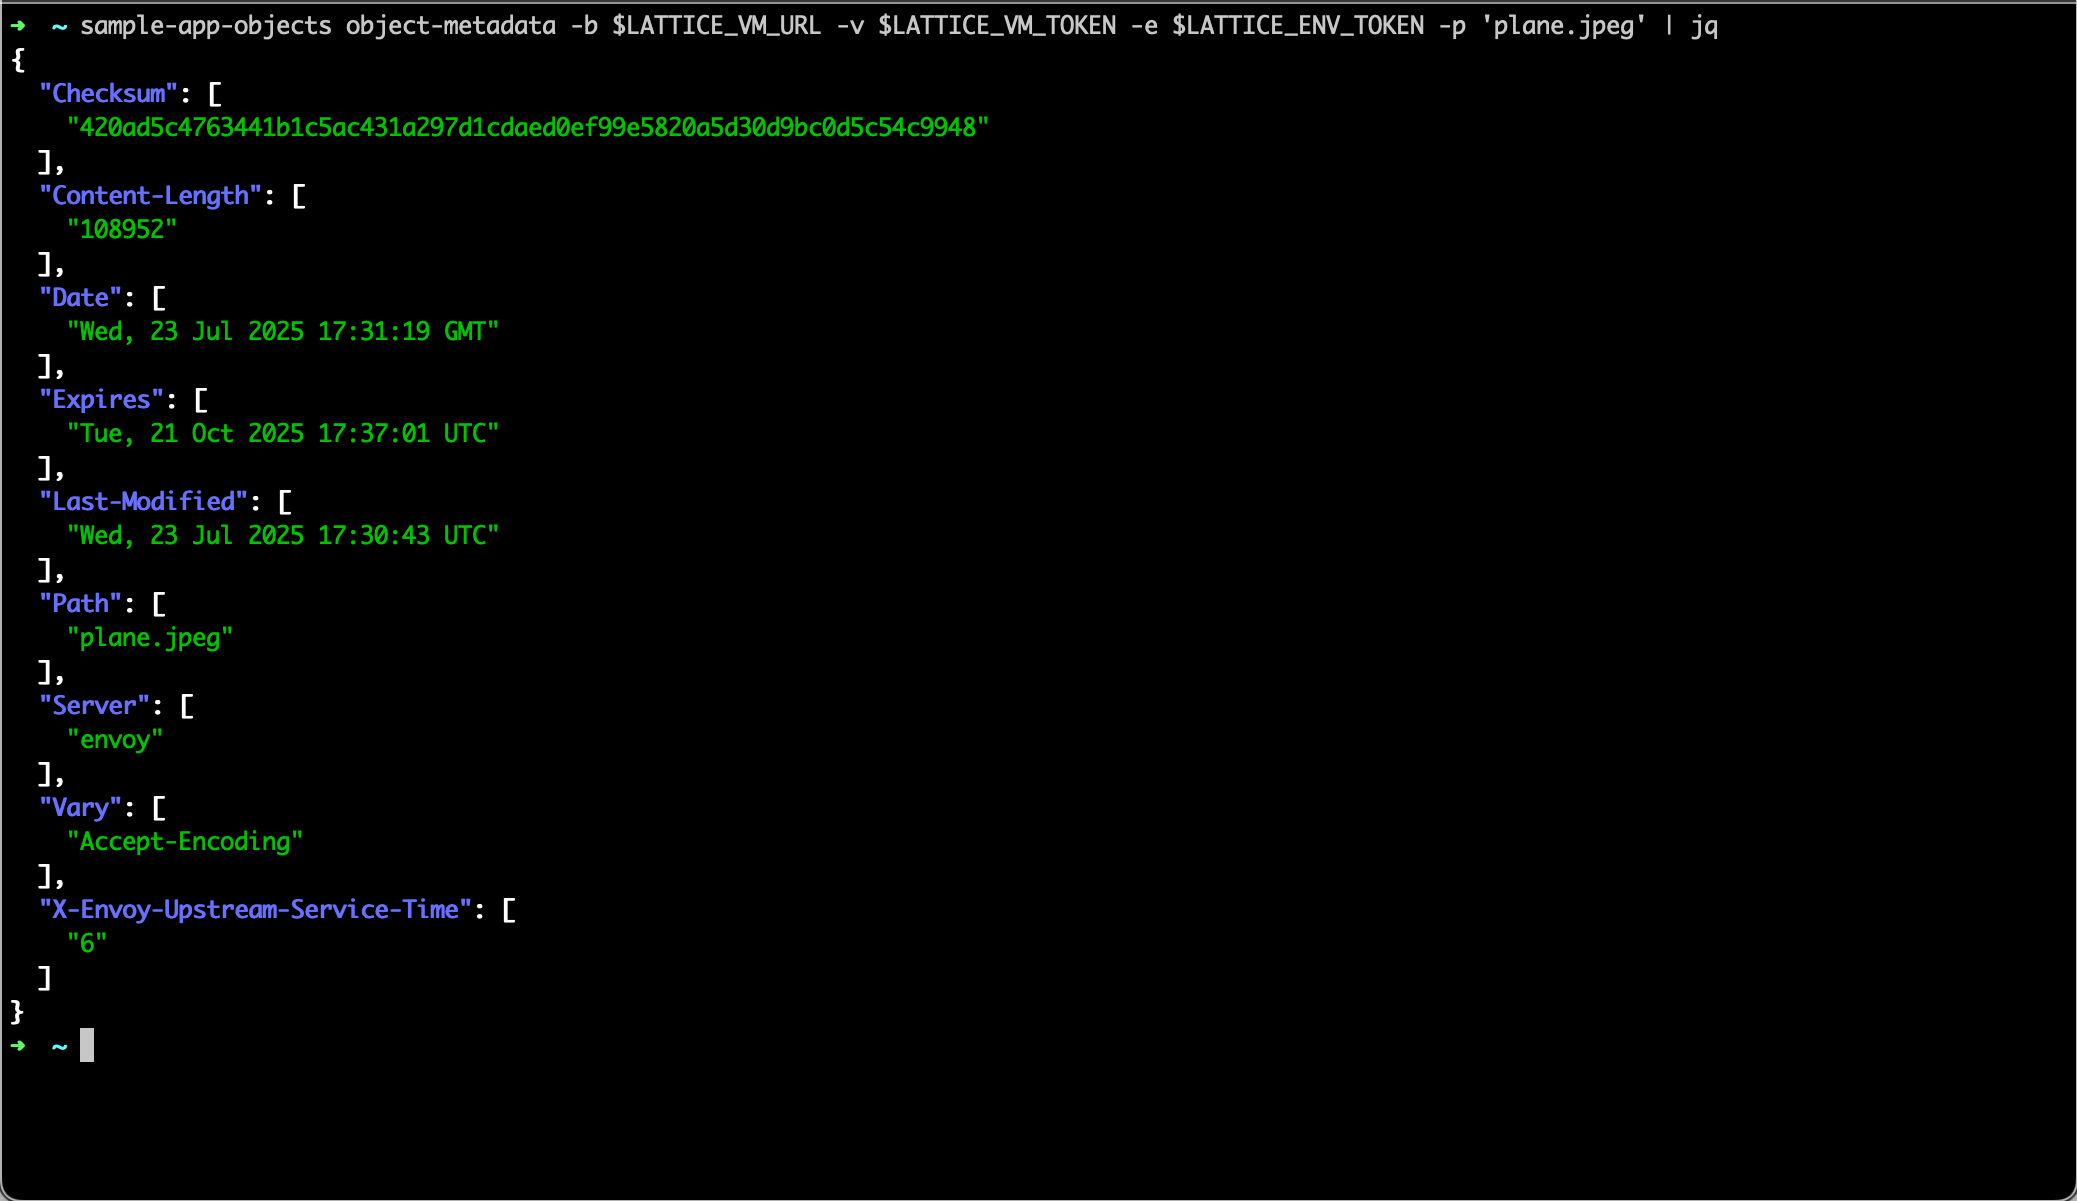 ➜  ~ sample-app-objects object-metadata -b $LATTICE_VM_URL -v $LATTICE_VM_TOKEN -e $LATTICE_ENV_TOKEN -p 'plane.jpeg' | jq
{
  "Checksum": [
    "420ad5c4763441b1c5ac431a297d1cdaed0ef99e5820a5d30d9bc0d5c54c9948"
  ],
  "Content-Length": [
    "108952"
  ],
  "Date": [
    "Wed, 23 Jul 2025 17:31:19 GMT"
  ],
  "Expires": [
    "Tue, 21 Oct 2025 17:37:01 UTC"
  ],
  "Last-Modified": [
    "Wed, 23 Jul 2025 17:30:43 UTC"
  ],
  "Path": [
    "plane.jpeg"
  ],
  "Server": [
    "envoy"
  ],
  "Vary": [
    "Accept-Encoding"
  ],
  "X-Envoy-Upstream-Service-Time": [
    "6"
  ]
}
➜  ~